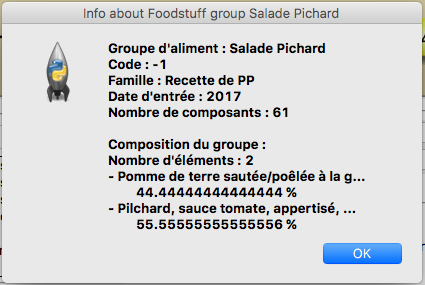 Info about Foodstuff group Salade Pichard
Groupe d'aliment : Salade Pichard
Code : -1
Famille : Recette de PP
Date d'entrée : 2017
Nombre de composants : 61
Composition du groupe :
Nombre d'éléments : 2
- Pomme de terre sautée/poêlée à la g...
44.44444444444444 %
- Pilchard, sauce tomate, appertisé, ...
55.55555555555556 %
OK